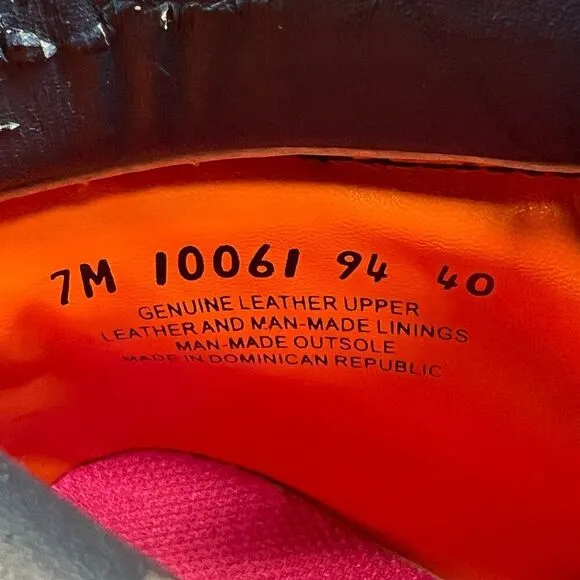 7M 10061 94 40
GENUINE LEATHER UPPER
LEATHER AND MAN-MADE LININGS
MAN-MADE OUTSOLE
MADE IN DOMINICAN REPUBLIC